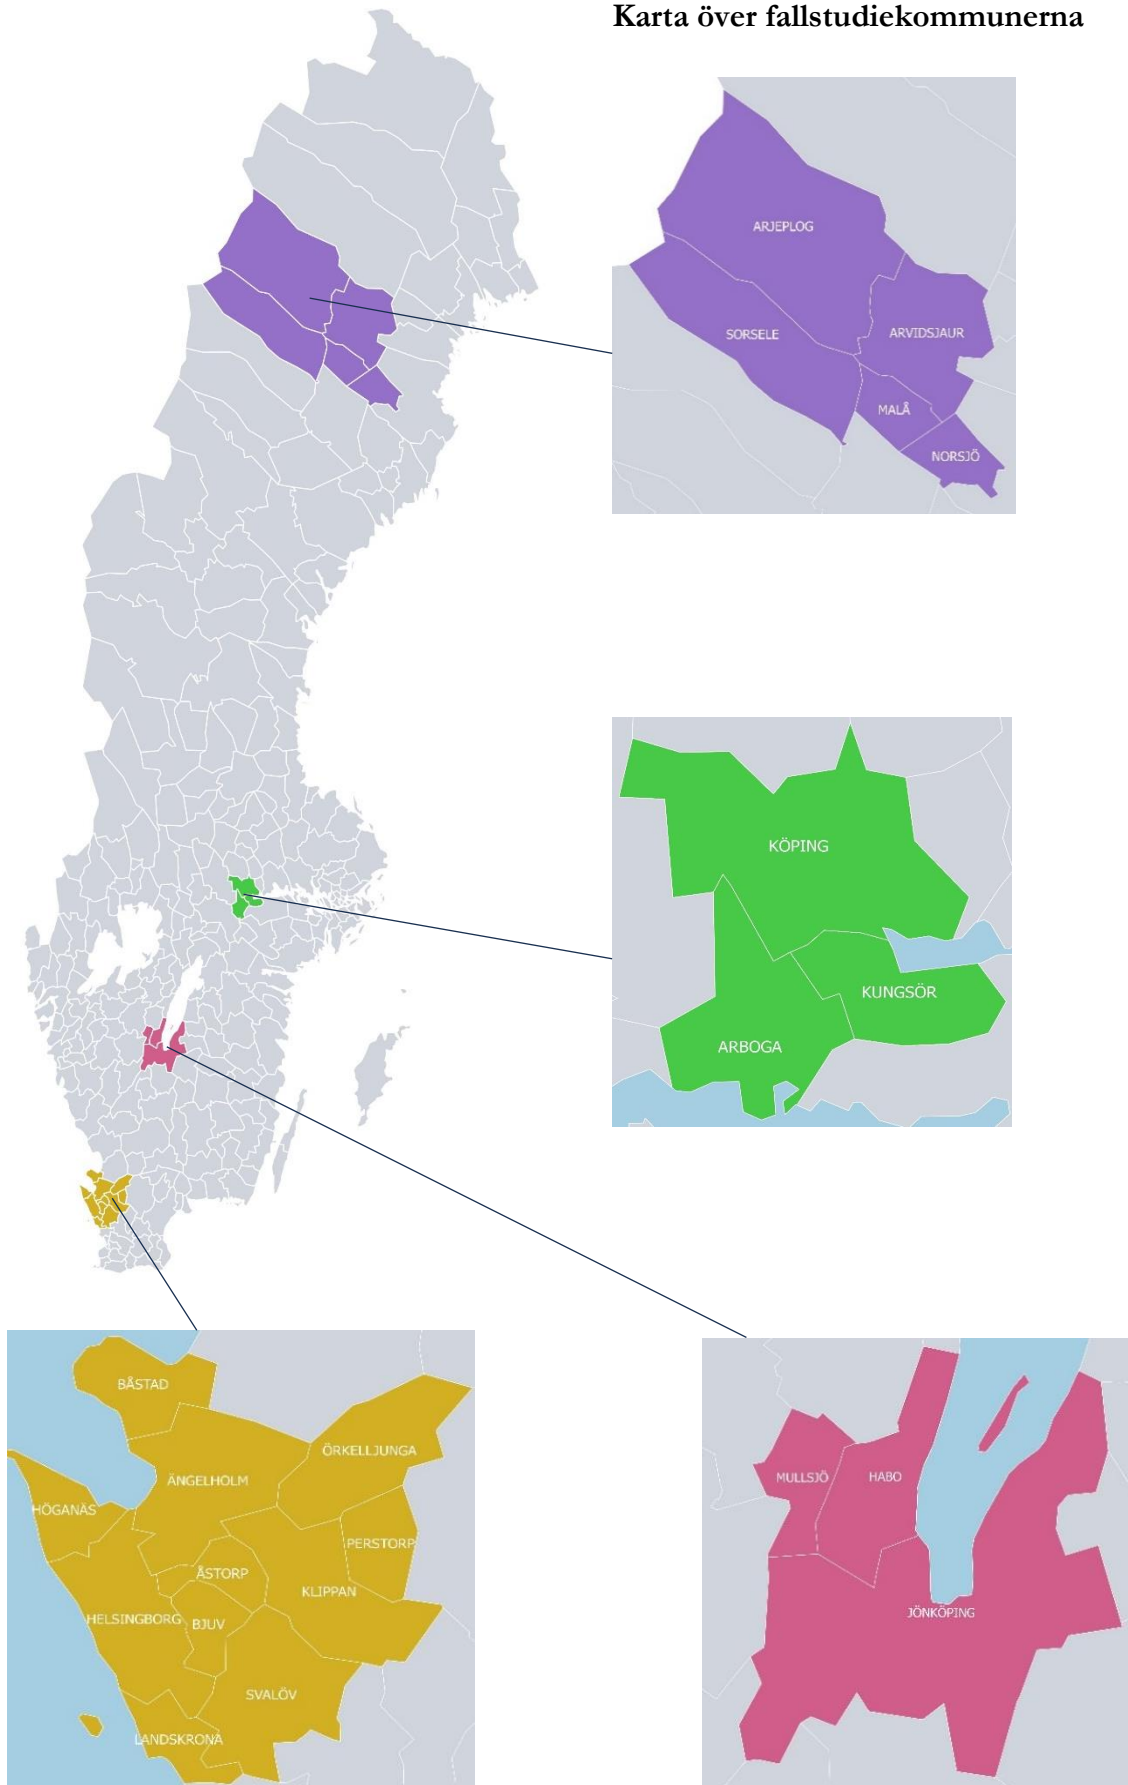 Karta över fallstudiekommunerna
ARJEPLOG
SORSELE
ARVIDSJAUR
MALÅ
NORSJÖ
KÖPING
KUNGSÖR
ARBOGA
BÅSTAD
ÖRKELLJUNGA
ÄNGELHOLM
HÖGANÄS
PERSTORP
ÅSTORP
KLIPPAN
HELSINGBORG
BJUV
SVALÖV
LANDSKRONA
MULLSJÖ
HABO
JÖNKÖPING